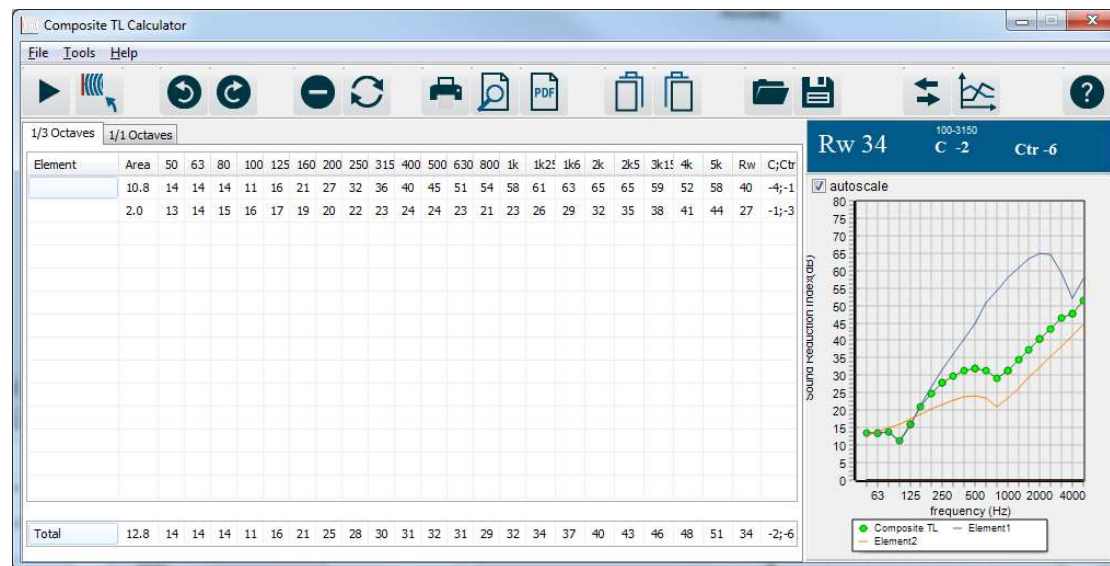 Composite TL Calculator
File Tools Help
PDF
?
1/3 Octaves 1/1 Octaves
Element Area 50 63 80 100 125 160 200 250 315 400 500 630 800 1k 1k25 1k6 2k 2k5 3k15 4k 5k Rw C;Ctr
10.8 14 14 14 11 16 21 27 32 36 40 45 51 54 58 61 63 65 65 59 52 58 40 -4;-1
2.0 13 14 15 16 17 19 20 22 23 24 24 23 21 23 26 29 32 35 38 41 44 27 -1;-3
Total 12.8 14 14 14 11 16 21 25 28 30 31 32 31 29 32 34 37 40 43 46 48 51 34 -2;-6
100-3150
Rw 34 C -2 Ctr -6
autoscale
Sound Reduction Index(dB)
80
75
70
65
60
55
50
45
40
35
30
25
20
15
10
5
0
63 125 250 500 1000 2000 4000
frequency (Hz)
Composite TL Element1
Element2